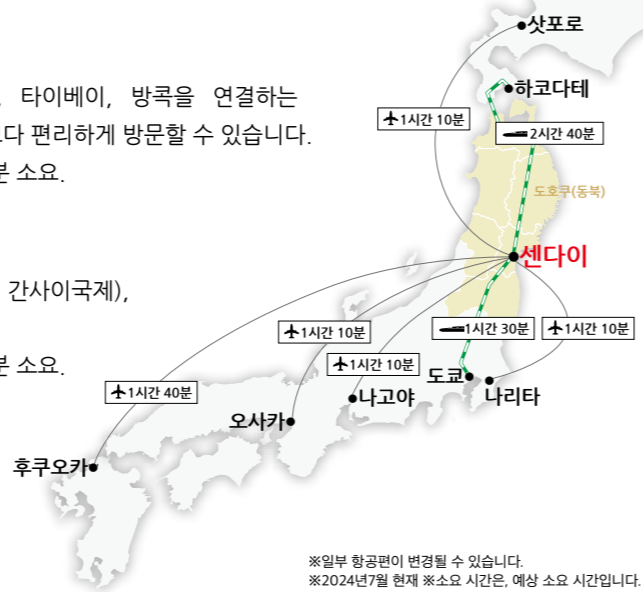 삿포로
타이베이, 방콕을 연결하는
하코다테
1시간 10분
다 편리하게 방문할 수 있습니다.
2시간 40분
분 소요.
도호쿠(동북)
센다이
간사이국제),
1시간 10분
1시간 30분
1시간 10분
분 소요.
1시간 10분
1시간 40분
도쿄
나고야
나리타
오사카
후쿠오카
※일부 항공편이 변경될 수 있습니다.
※2024년7월 현재 ※소요 시간은, 예상 소요 시간입니다.